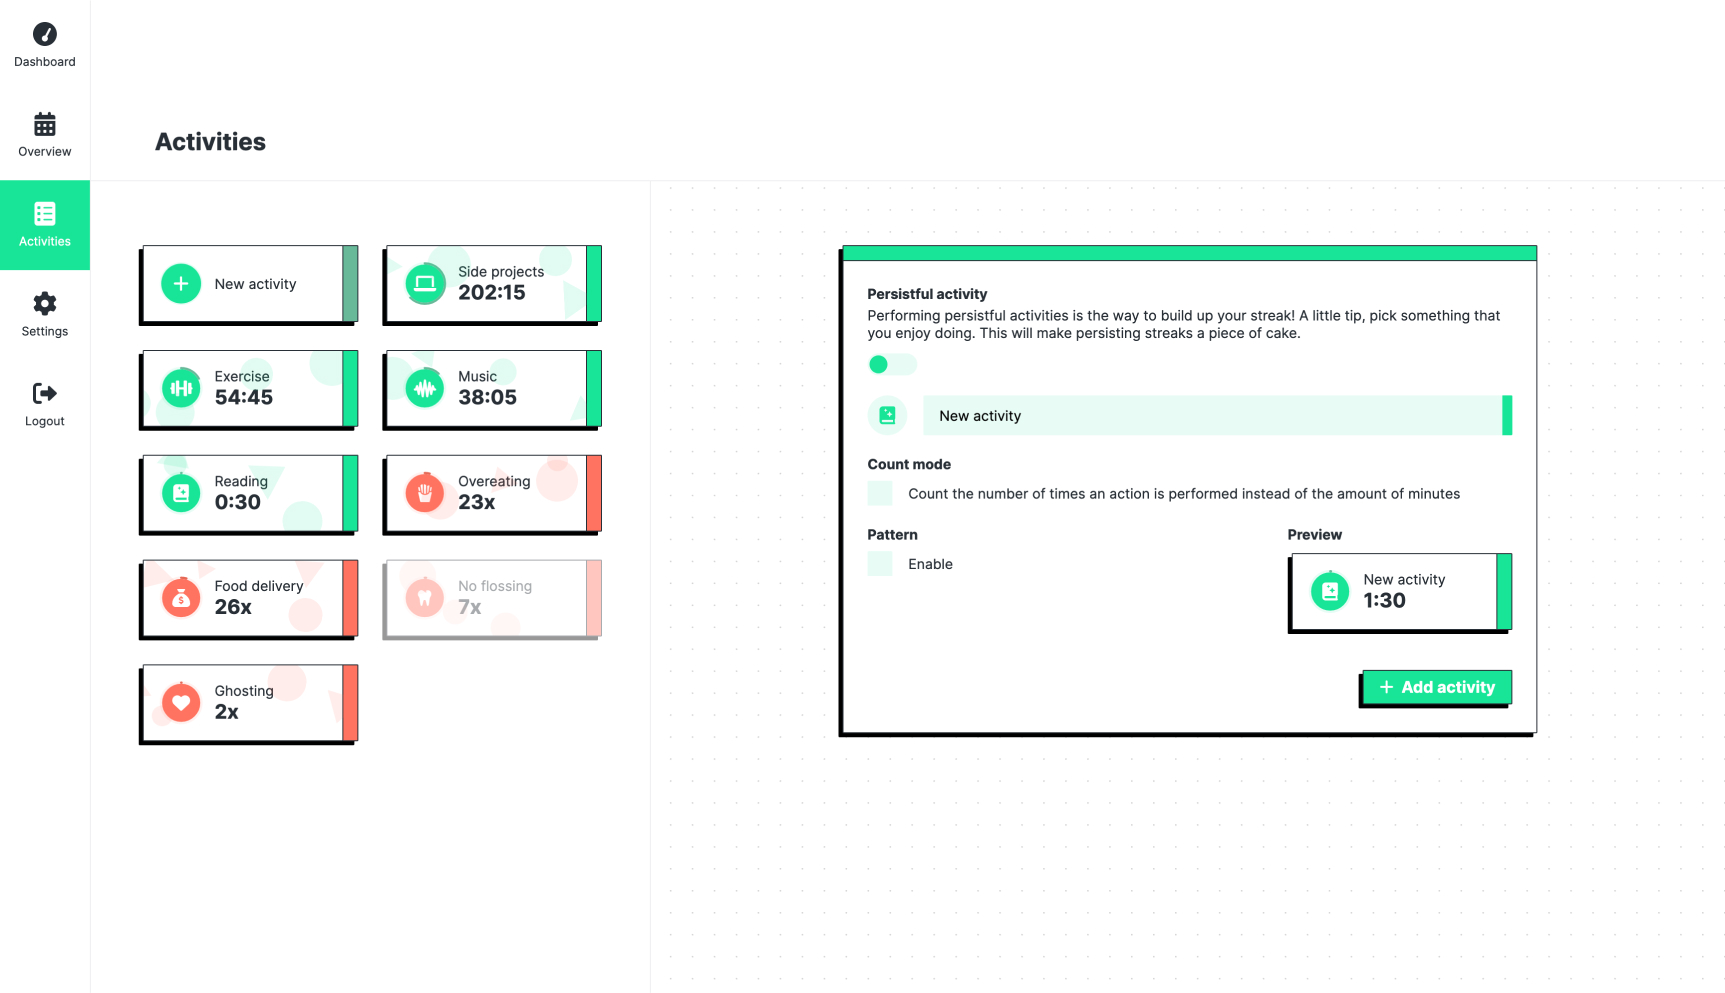 Dashboard
Overview
Activities
Settings
Logout
Activities
New activity
Side projects
202:15
Exercise
54:45
Music
38:05
Reading
0:30
Overeating
23x
Food delivery
26x
No flossing
7x
Ghosting
2x
Persistful activity
Performing persistful activities is the way to build up your streak! A little tip, pick something that
you enjoy doing. This will make persisting streaks a piece of cake.
New activity
Count mode
Count the number of times an action is performed instead of the amount of minutes
Pattern
Enable
Preview
New activity
1:30
Add activity